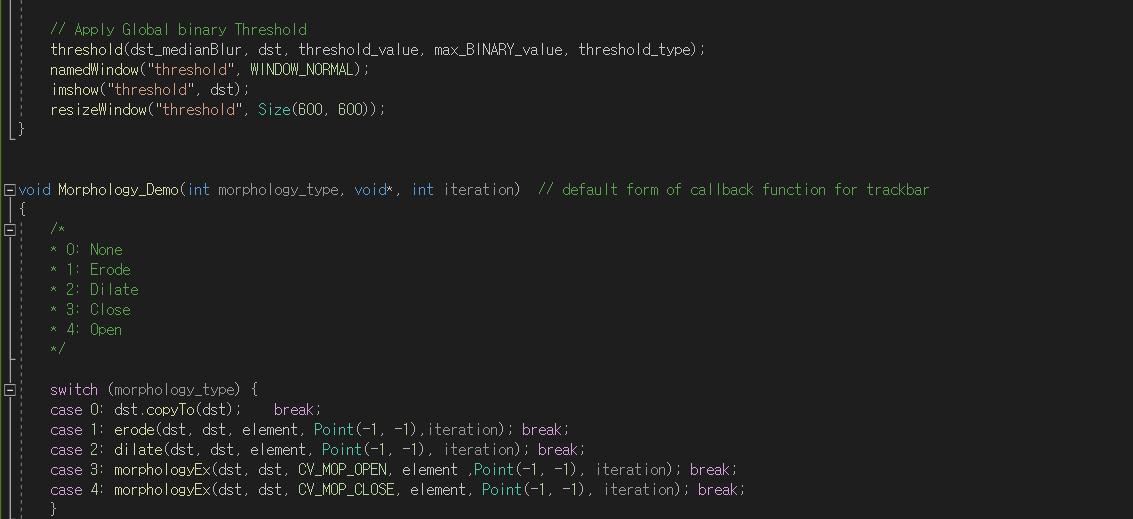 // Apply Global binary Threshold
threshold(dst_medianBlur, dst, threshold_value, max_BINARY_value, threshold_type);
namedWindow("threshold", WINDOW_NORMAL);
imshow("threshold", dst);
resizeWindow("threshold", Size(600, 600));
}
void Morphology_Demo(int morphology_type, void*, int iteration)  // default form of callback function for trackbar
{
/*
* 0: None
* 1: Erode
* 2: Dilate
* 3: Close
* 4: Open
*/
switch (morphology_type) {
case 0: dst.copyTo(dst);    break;
case 1: erode(dst, dst, element, Point(-1, -1),iteration); break;
case 2: dilate(dst, dst, element, Point(-1, -1), iteration); break;
case 3: morphologyEx(dst, dst, CV_MOP_OPEN, element ,Point(-1, -1), iteration); break;
case 4: morphologyEx(dst, dst, CV_MOP_CLOSE, element, Point(-1, -1), iteration); break;
}